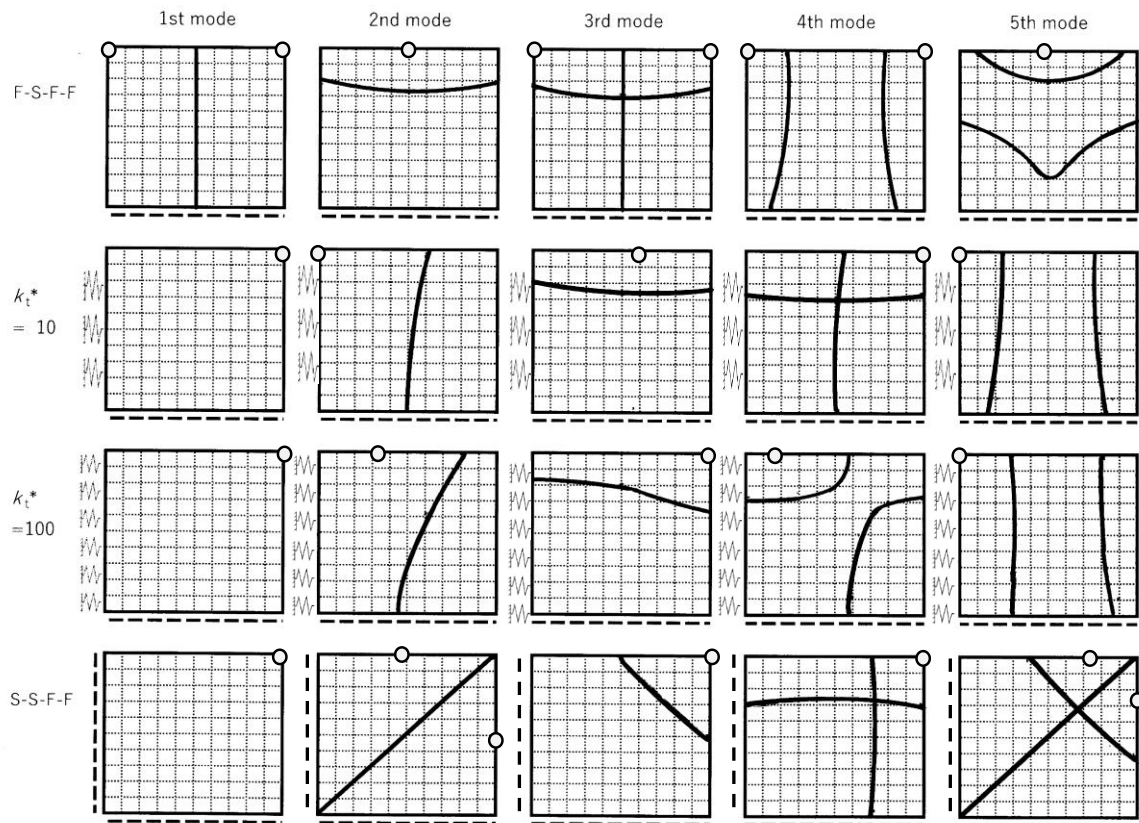 1st mode 2nd mode 3rd mode 4th mode 5th mode
F-S-F-F
kt*
= 10
kt*
=100
S-S-F-F